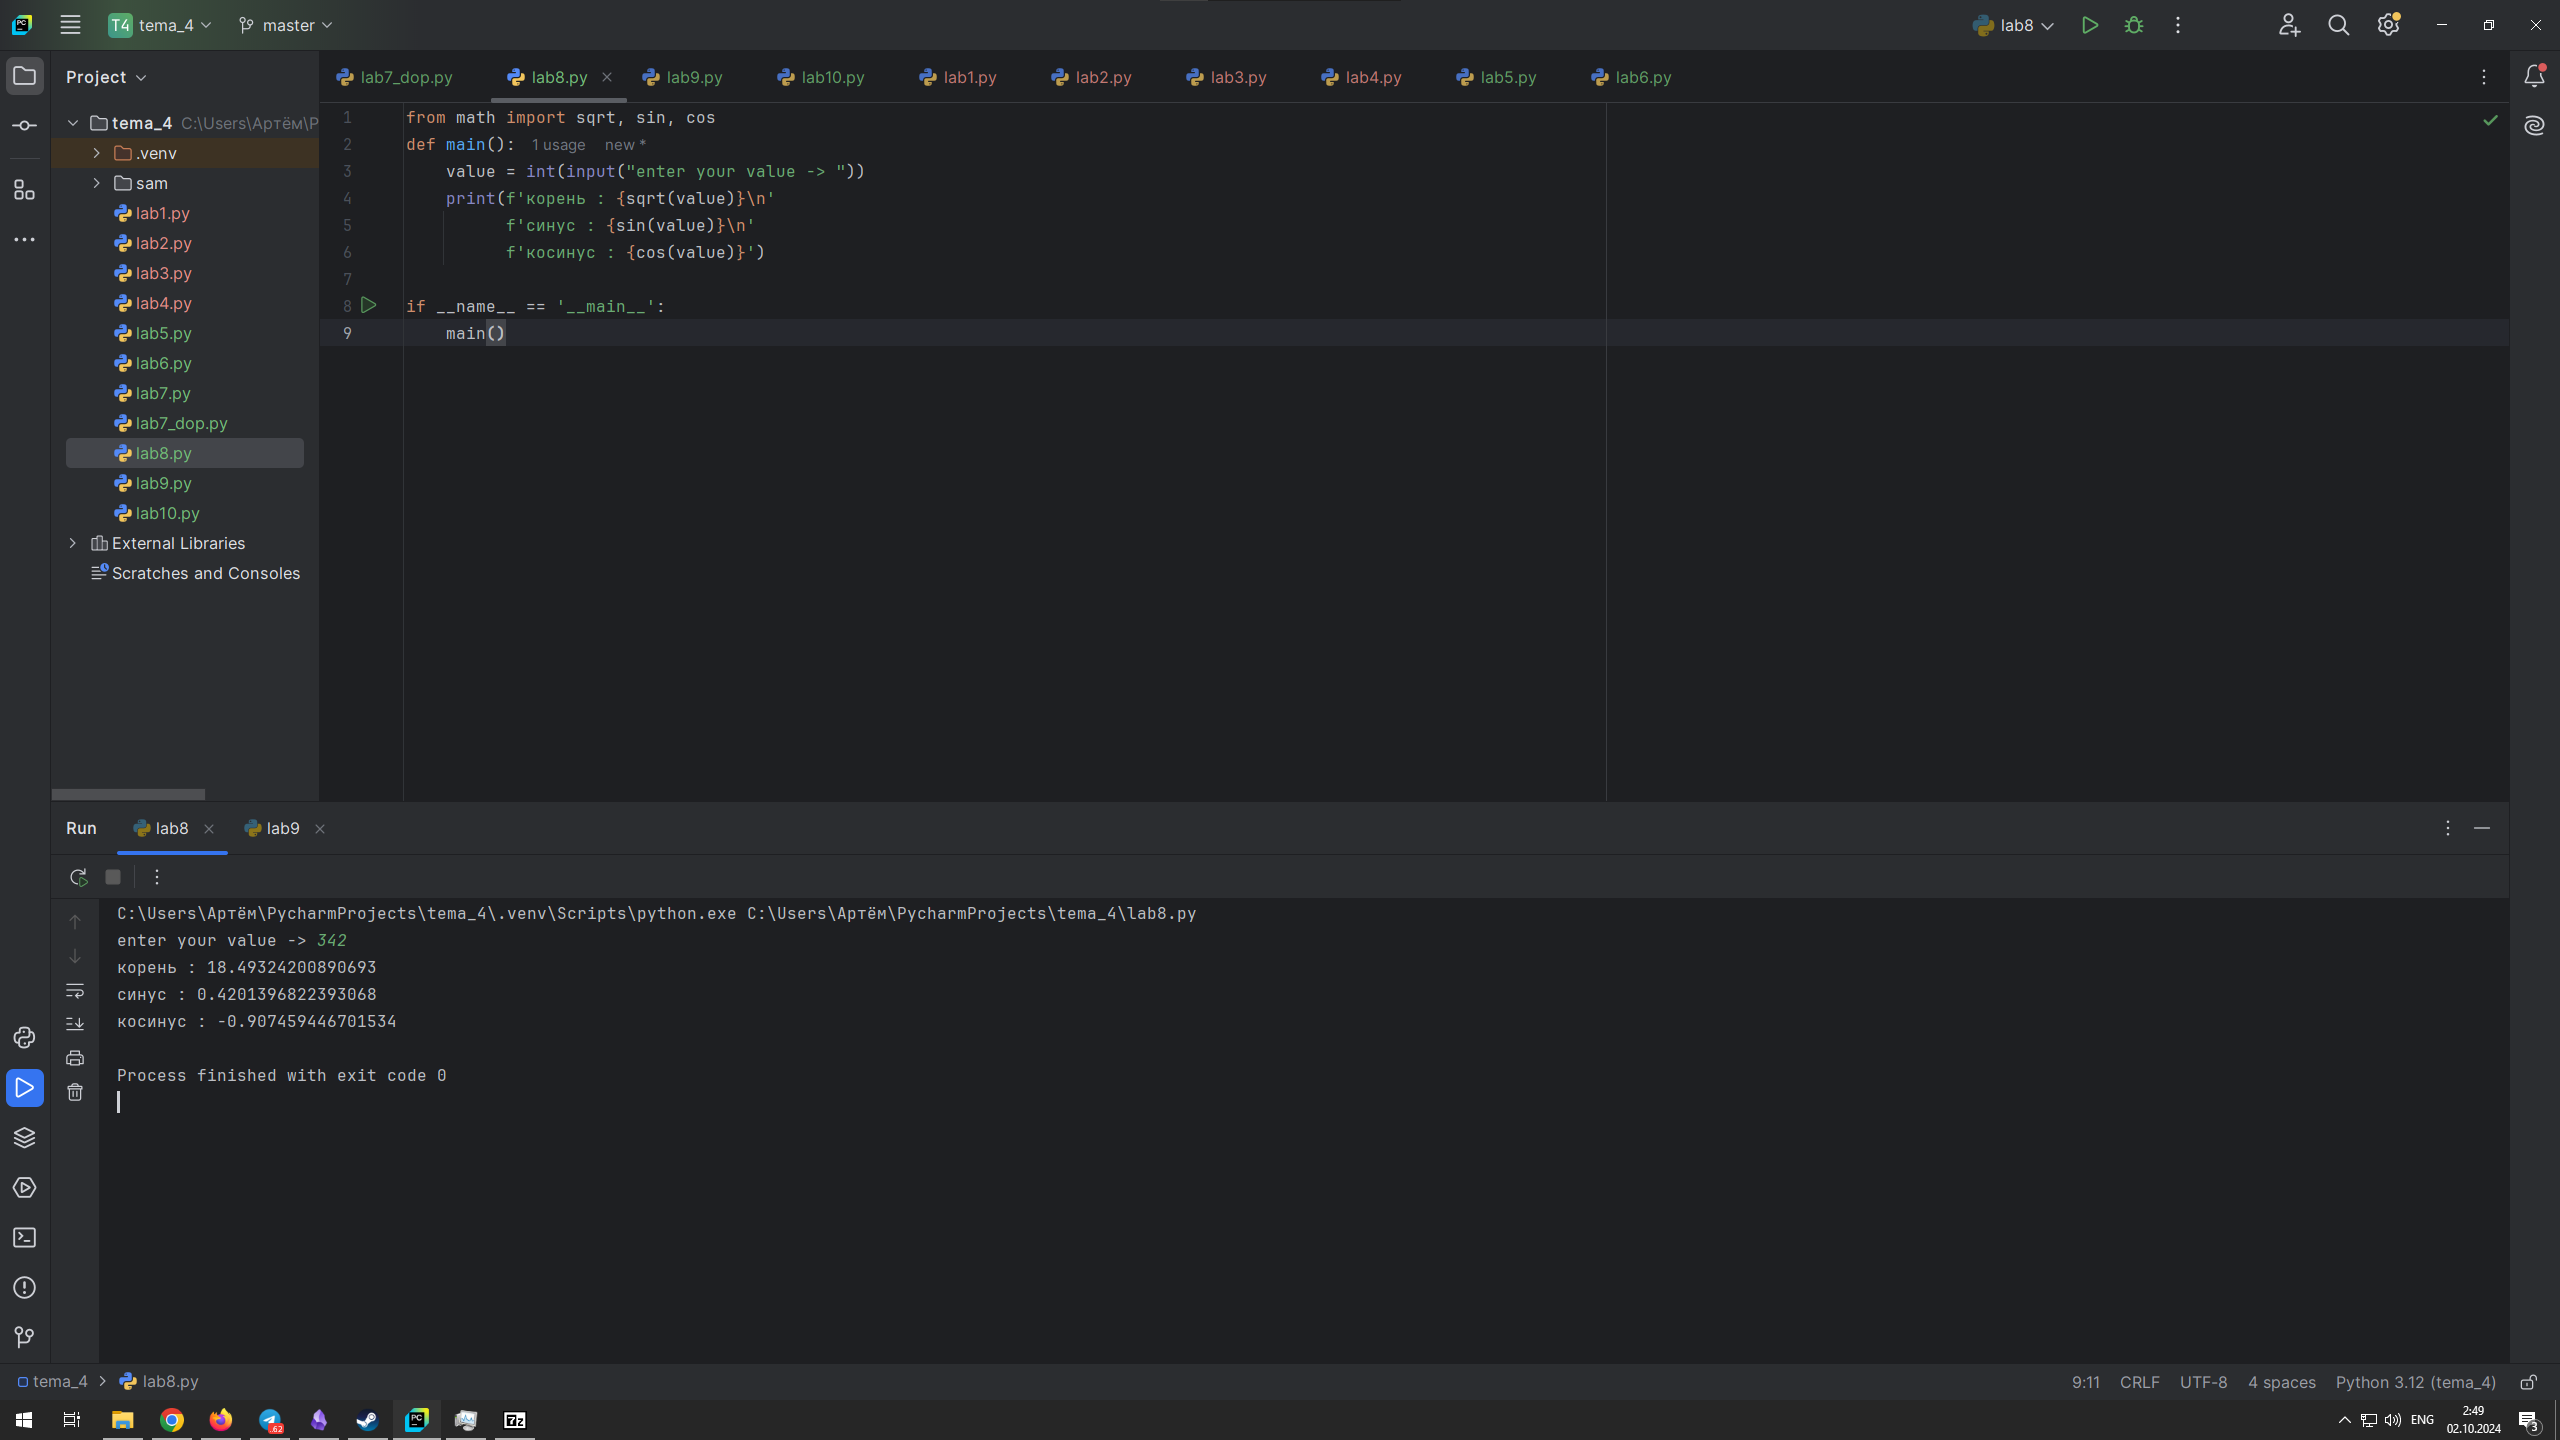 T4 tema_4 master lab8
Project
lab7_dop.py lab8.py lab9.py lab10.py lab1.py lab2.py lab3.py lab4.py lab5.py lab6.py
tema_4 C:\Users\Артём\P
.venv
sam
lab1.py
lab2.py
lab3.py
lab4.py
lab5.py
lab6.py
lab7.py
lab7_dop.py
lab8.py
lab9.py
lab10.py
External Libraries
Scratches and Consoles
1 from math import sqrt, sin, cos
2 def main(): 1 usage new *
3 value = int(input("enter your value -> "))
4 print(f'корень : {sqrt(value)}\n'
5 f'синус : {sin(value)}\n'
6 f'косинус : {cos(value)}')
7
8 if __name__ == '__main__':
9 main()
Run lab8 lab9
C:\Users\Артём\PycharmProjects\tema_4\.venv\Scripts\python.exe C:\Users\Артём\PycharmProjects\tema_4\lab8.py
enter your value -> 342
корень : 18.49324200890693
синус : 0.4201396822393068
косинус : -0.907459446701534
Process finished with exit code 0
tema_4 > lab8.py 9:11 CRLF UTF-8 4 spaces Python 3.12 (tema_4)
ENG 2:49
02.10.2024